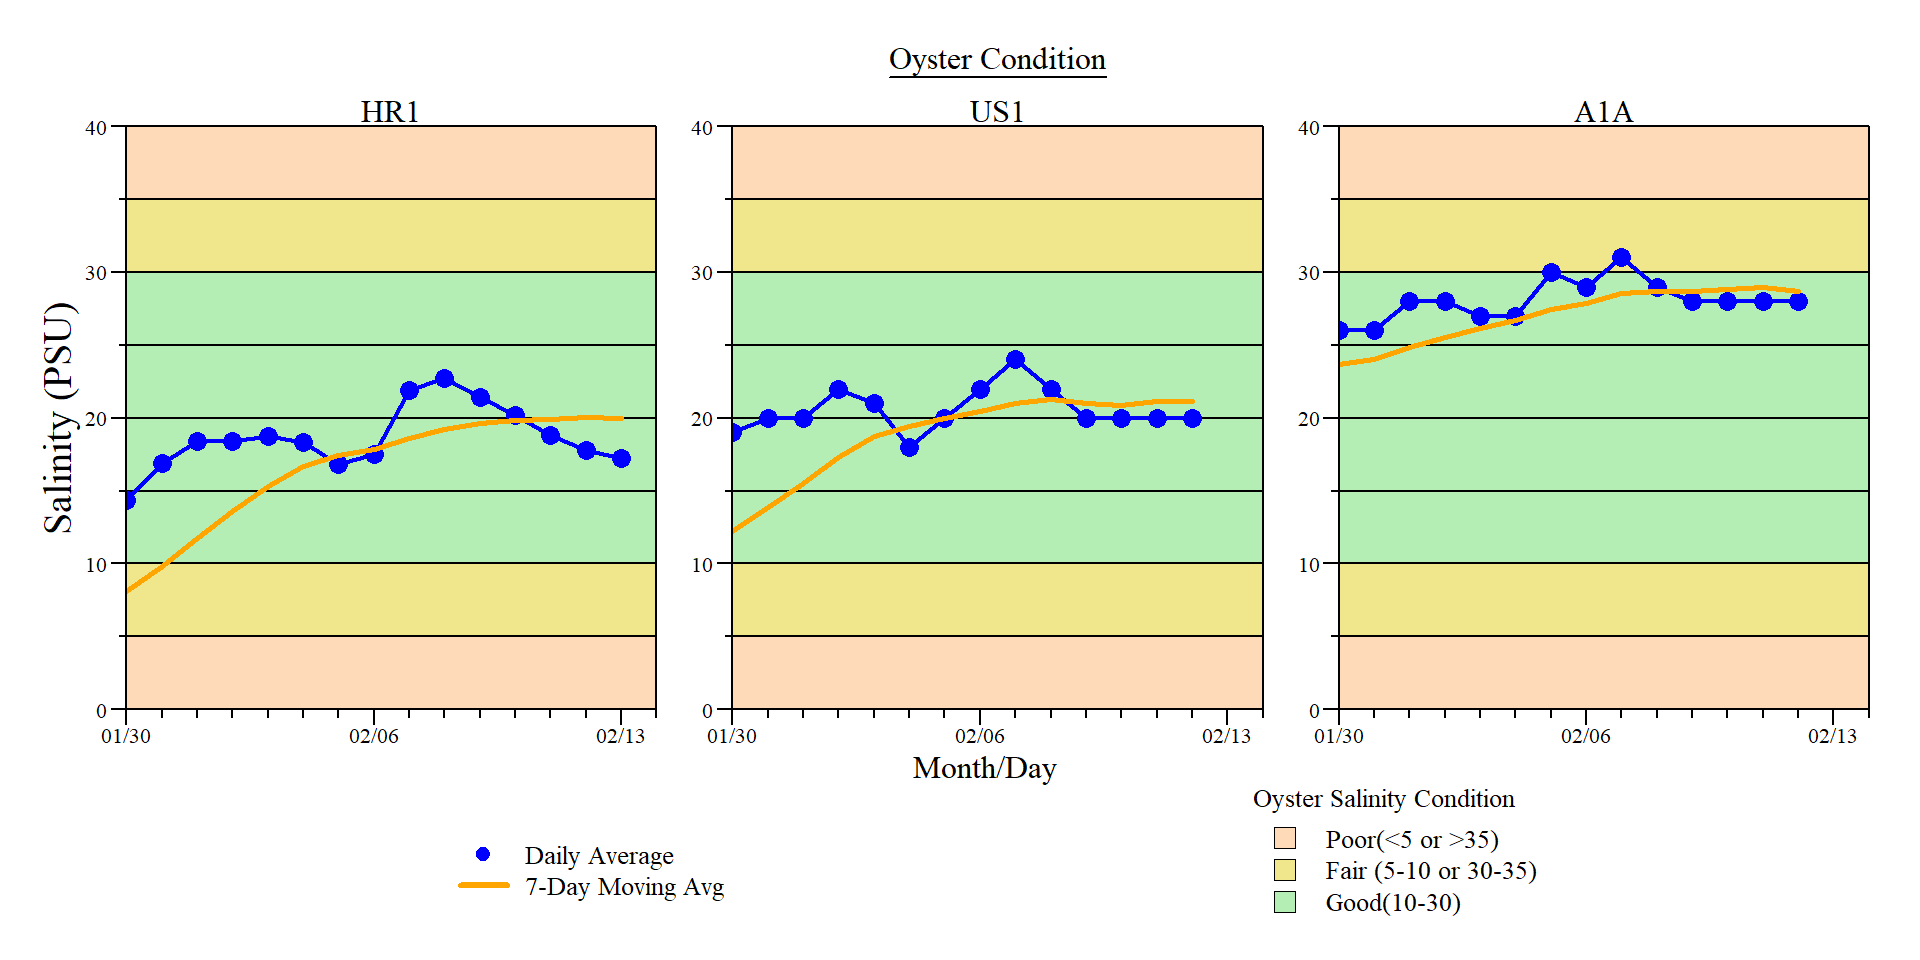 Oyster Condition
HR1
US1
A1A
Salinity (PSU)
40
30
20
10
0
01/30
02/06
02/13
40
30
20
10
0
01/30
02/06
02/13
40
30
20
10
0
01/30
02/06
02/13
Month/Day
Daily Average
7-Day Moving Avg
Oyster Salinity Condition
Poor(<5 or >35)
Fair (5-10 or 30-35)
Good(10-30)